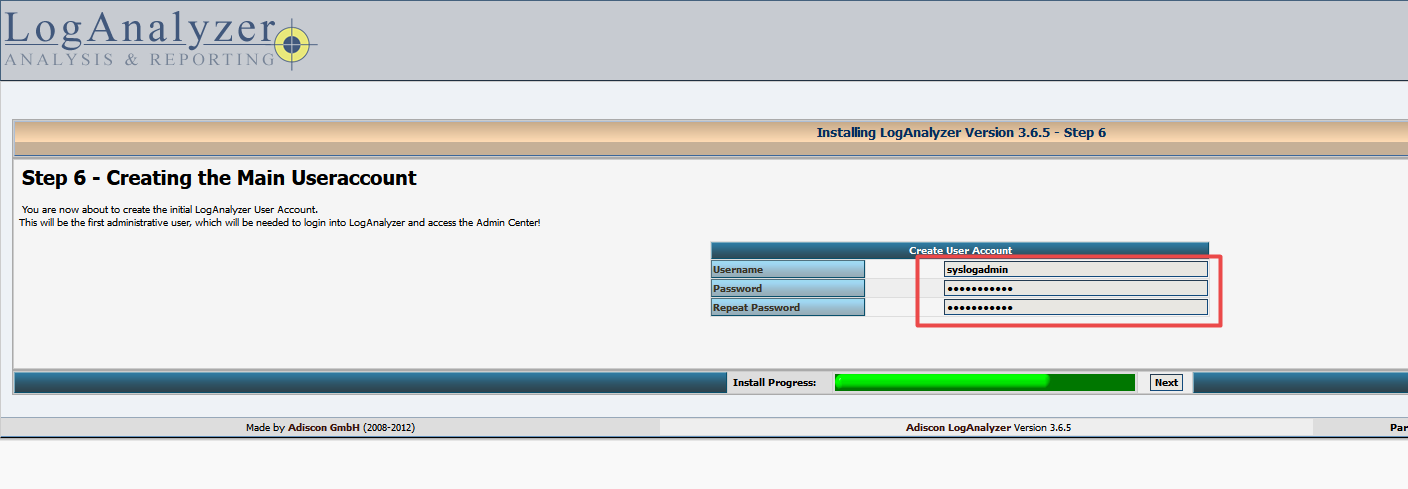 LogAnalyzer
ANALYSIS & REPORTING
Installing LogAnalyzer Version 3.6.5 - Step 6
Step 6 - Creating the Main Useraccount
You are now about to create the initial LogAnalyzer User Account.
This will be the first administrative user, which will be needed to login into LogAnalyzer and access the Admin Center!
Create User Account
Username syslogadmin
Password •••••••••••
Repeat Password •••••••••••
Install Progress: Next
Made by Adiscon GmbH (2008-2012) Adiscon LogAnalyzer Version 3.6.5 Par